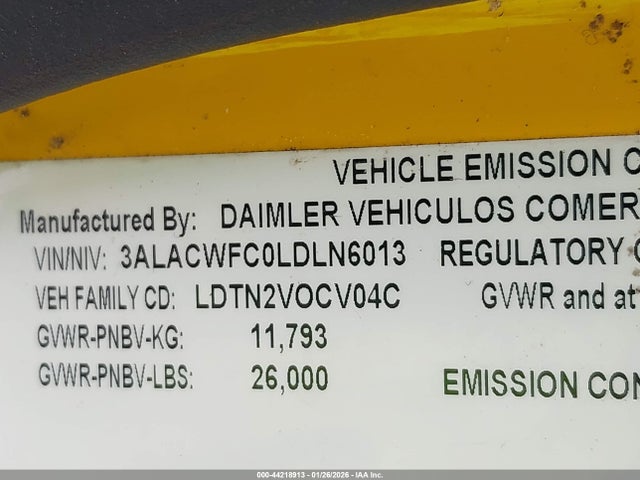 VEHICLE EMISSION C
Manufactured By: DAIMLER VEHICULOS COMER
VIN/NIV: 3ALACWFC0LDLN6013 REGULATORY
VEH FAMILY CD: LDTN2VOCV04C GVWR and at
GVWR-PNBV-KG: 11,793
GVWR-PNBV-LBS: 26,000 EMISSION CON
000-44218913 - 01/26/2026 - IAA Inc.